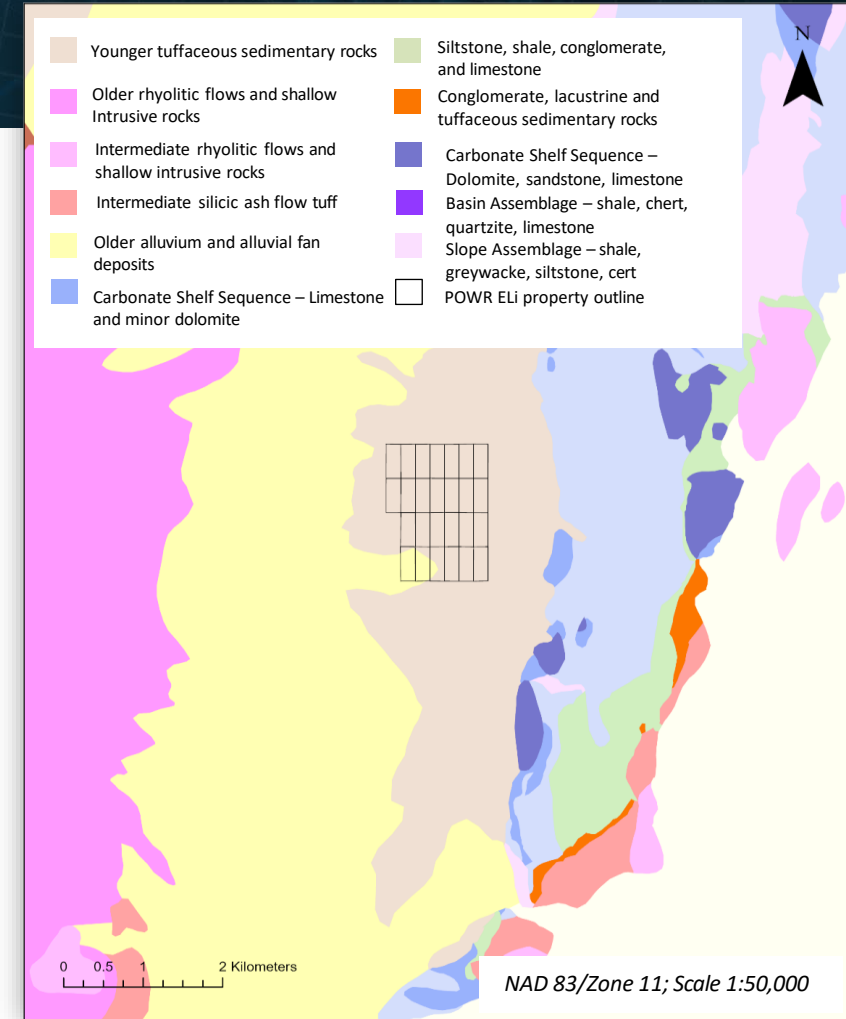 Younger tuffaceous sedimentary rocks
Older rhyolitic flows and shallow
Intrusive rocks
Intermediate rhyolitic flows and
shallow intrusive rocks
Intermediate silicic ash flow tuff
Older alluvium and alluvial fan
deposits
Carbonate Shelf Sequence – Limestone
and minor dolomite
Siltstone, shale, conglomerate,
and limestone
Conglomerate, lacustrine and
tuffaceous sedimentary rocks
Carbonate Shelf Sequence –
Dolomite, sandstone, limestone
Basin Assemblage – shale, chert,
quartzite, limestone
Slope Assemblage – shale,
greywacke, siltstone, cert
POWR ELi property outline
N
0 0.5 1 2 Kilometers
NAD 83/Zone 11; Scale 1:50,000